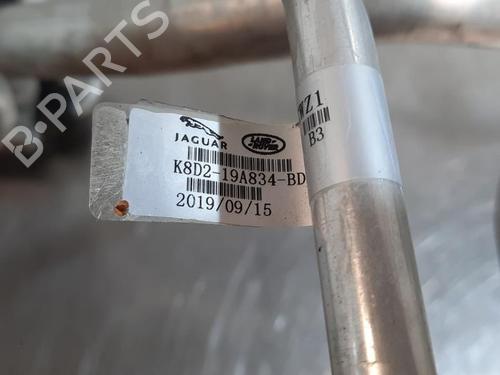 B-PARTS
JAGUAR
LAND ROVER
K8D2-19A834-BD
2019/09/15
WZ1
B3